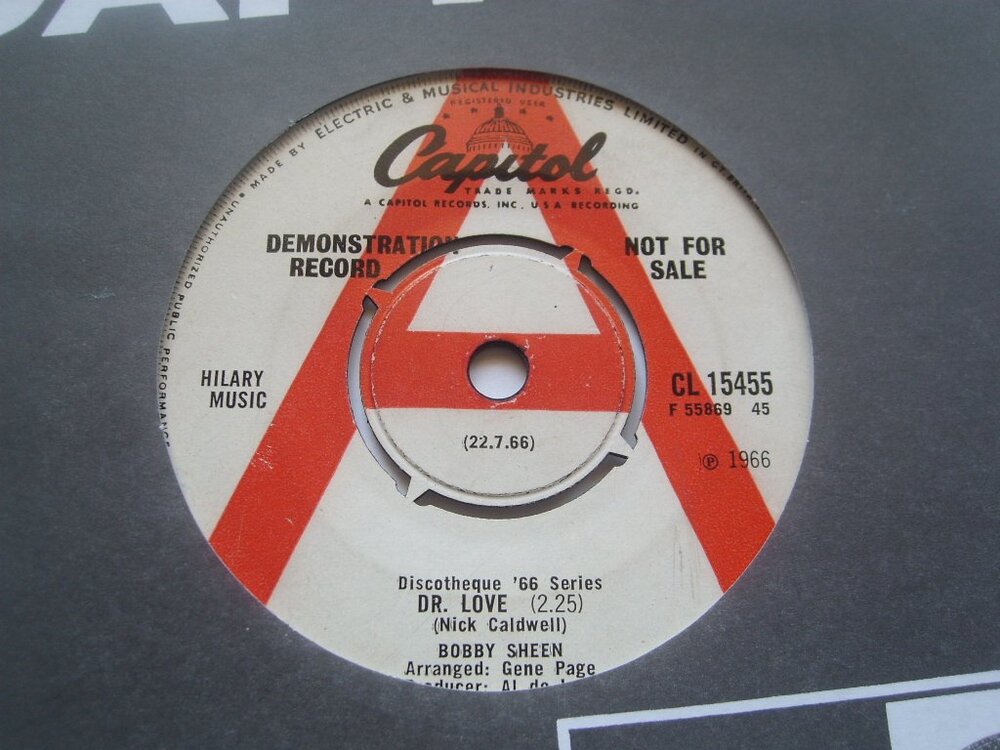 MADE BY ELECTRIC & MUSICAL INDUSTRIES LIMITED IN
UNAUTHORIZED PUBLIC PERFORMANCE
REGISTERED USER
Capitol
TRADE MARKS REGD.
A CAPITOL RECORDS, INC. U S A RECORDING
DEMONSTRATION
RECORD
NOT FOR
SALE
A
HILARY
MUSIC
CL 15455
F 55869 45
(22.7.66)
℗ 1966
Discotheque '66 Series
DR. LOVE (2.25)
(Nick Caldwell)
BOBBY SHEEN
Arranged: Gene Page